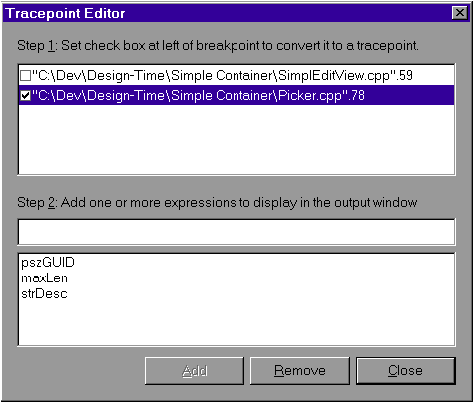 Tracepoint Editor
Step 1: Set check box at left of breakpoint to convert it to a tracepoint.
"C:\Dev\Design-Time\Simple Container\SimplEditView.cpp".59
"C:\Dev\Design-Time\Simple Container\Picker.cpp".78
Step 2: Add one or more expressions to display in the output window
pszGUID
maxLen
strDesc
Add Remove Close